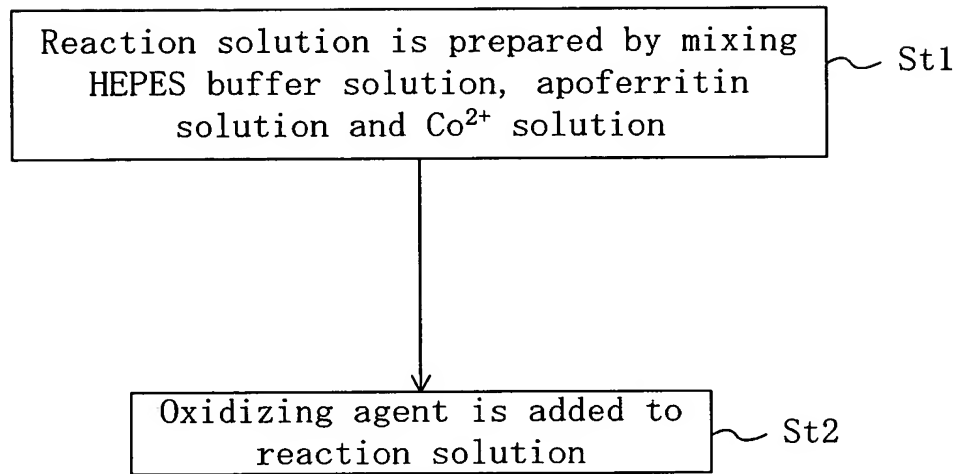 Reaction solution is prepared by mixing
HEPES buffer solution, apoferritin
solution and Co²⁺ solution
St1
Oxidizing agent is added to
reaction solution
St2